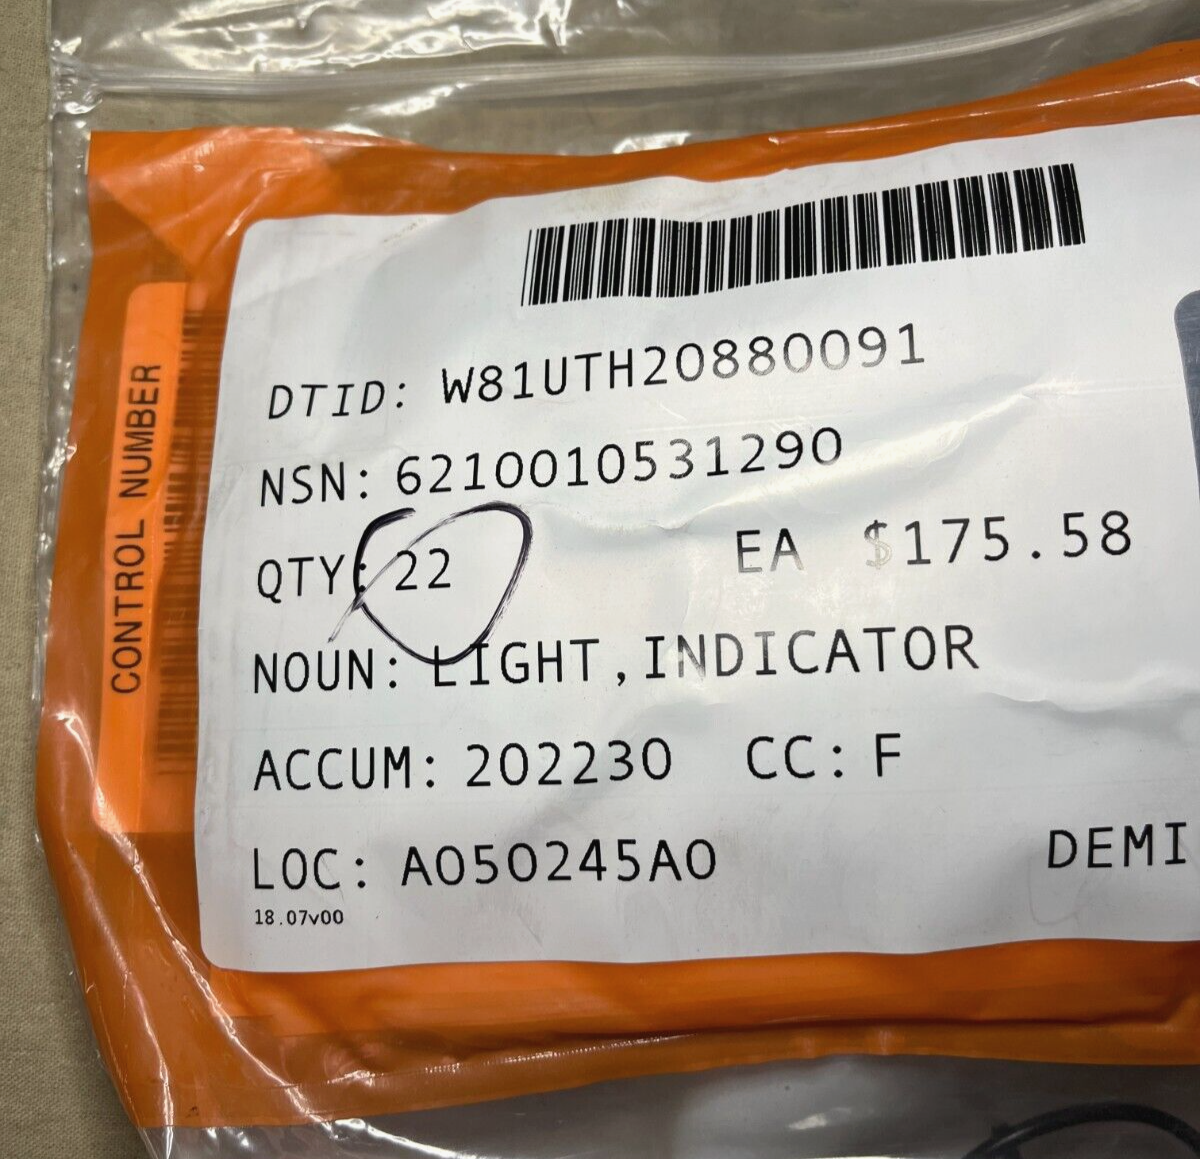 DTID: W81UTH20880091
NSN: 6210010531290
QTY: 22 EA $175.58
NOUN: LIGHT,INDICATOR
ACCUM: 202230 CC: F
LOC: A050245A0 DEMI
18.07v00
CONTROL NUMBER